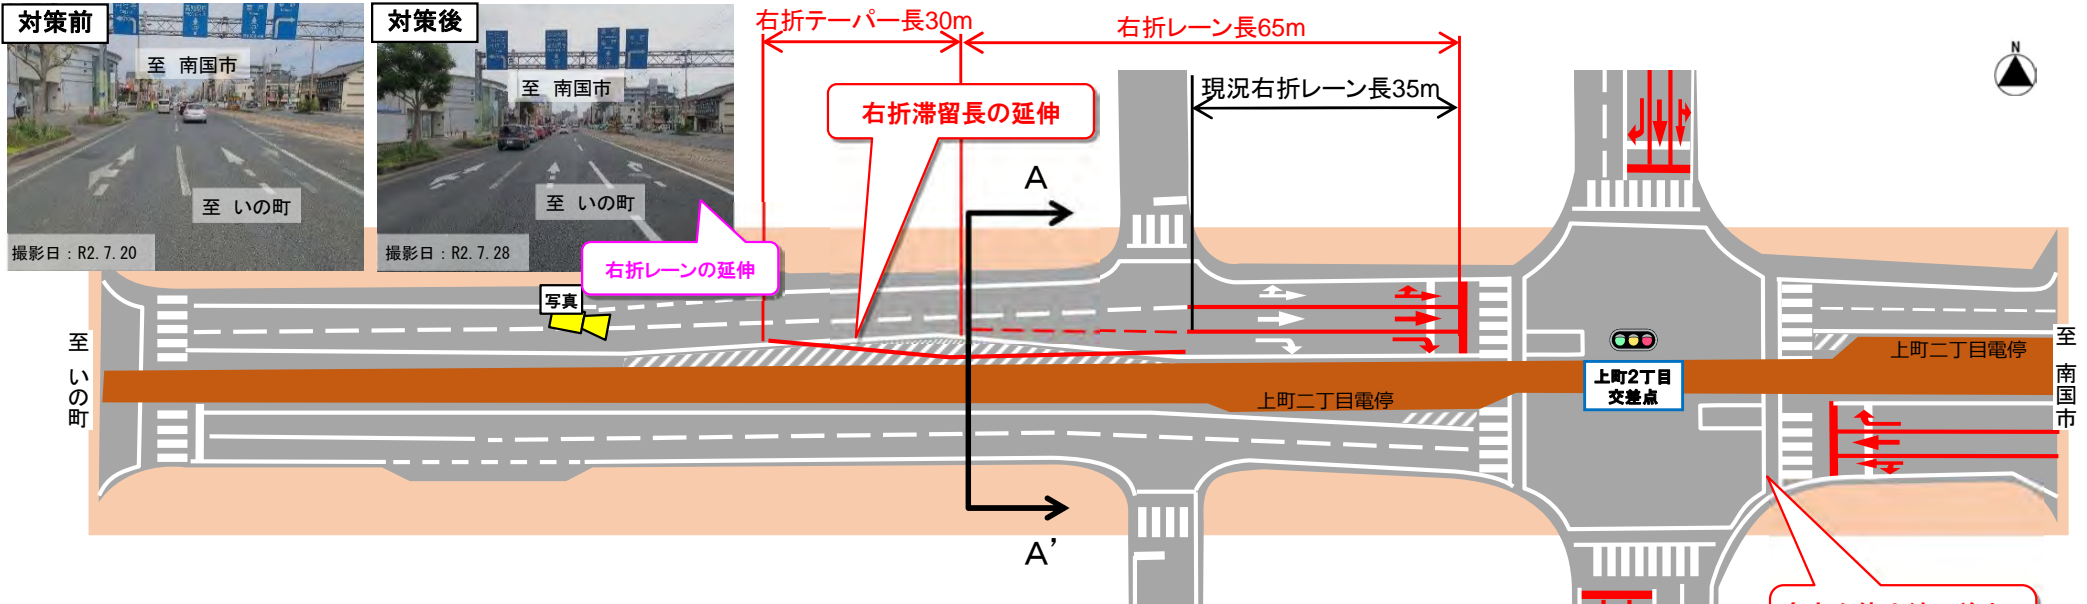 対策前
至 南国市
至 いの町
撮影日：R2.7.20
対策後
至 南国市
至 いの町
撮影日：R2.7.28
右折レーンの延伸
右折テーパー長30m
右折レーン長65m
現況右折レーン長35m
右折滞留長の延伸
N
A
A'
写真
至 いの町
上町二丁目電停
上町2丁目
交差点
上町二丁目電停
至 南国市